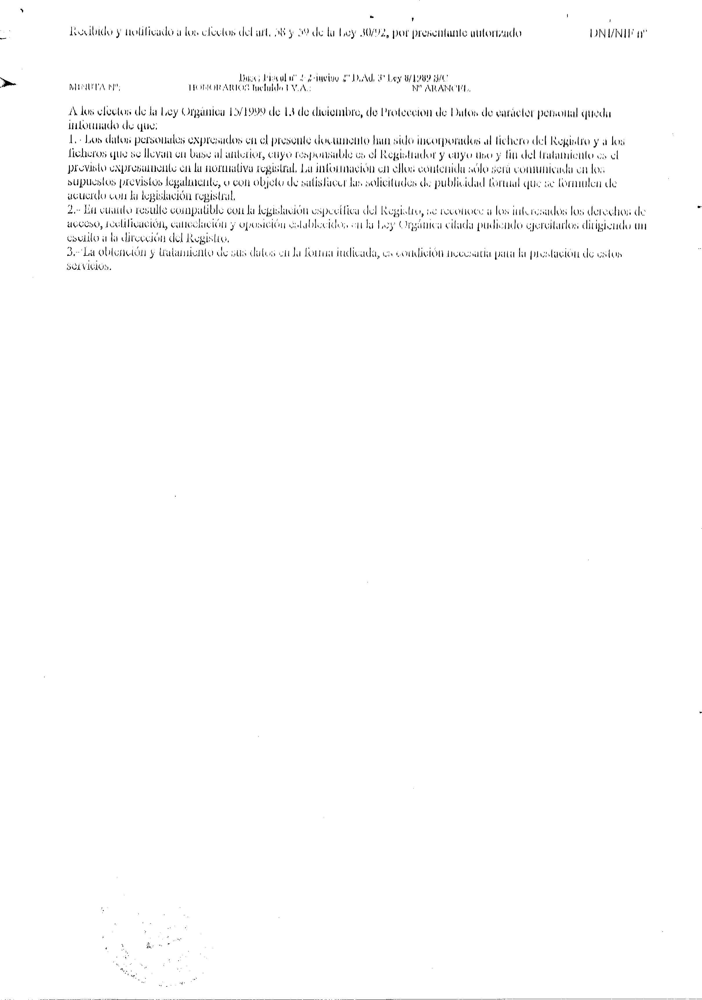 Recibido y notificado a los efectos del art. 58 y 59 de la Ley 30/92, por presentante autorizado DNI/NIF nº
Base: Fiscal nº 2 inciso 2º D.Ad. 3ª Ley 8/1989 13/4
MINUTA Nº: HONORARIOS Incluido I.V.A.: Nº ARANCEL.
A los efectos de la Ley Orgánica 15/1999 de 13 de diciembre, de Protección de Datos de carácter personal queda
informado de que:
1.- Los datos personales expresados en el presente documento han sido incorporados al fichero del Registro y a los
ficheros que se llevan en base al anterior, cuyo responsable es el Registrador y cuyo uso y fin del tratamiento es el
previsto expresamente en la normativa registral. La información en ellos contenida sólo será comunicada en los
supuestos previstos legalmente, o con objeto de satisfacer las solicitudes de publicidad formal que se formulen de
acuerdo con la legislación registral.
2.- En cuanto resulte compatible con la legislación específica del Registro, se reconoce a los interesados los derechos de
acceso, rectificación, cancelación y oposición establecidos en la Ley Orgánica citada pudiendo ejercitarlos dirigiendo un
escrito a la dirección del Registro.
3.- La obtención y tratamiento de sus datos en la forma indicada, es condición necesaria para la prestación de estos
servicios.